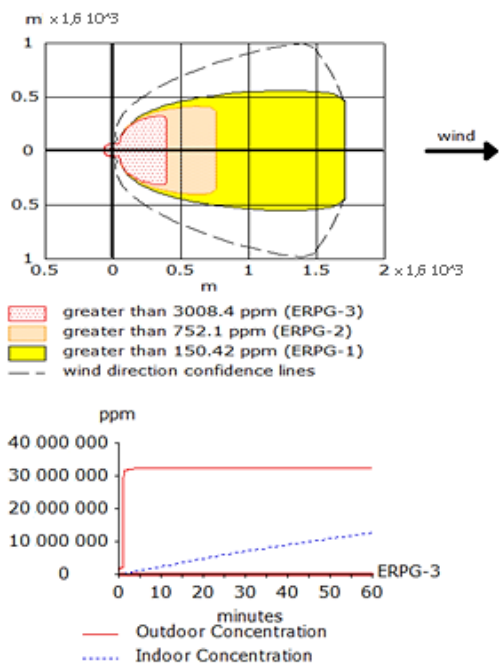 m x 1,6 10^3
1
0.5
0
0.5
1
wind
0.5 0 0.5 1 1.5 2 x 1,6 10^3
m
greater than 3008.4 ppm (ERPG-3)
greater than 752.1 ppm (ERPG-2)
greater than 150.42 ppm (ERPG-1)
wind direction confidence lines
ppm
40 000 000
30 000 000
20 000 000
10 000 000
0
ERPG-3
0 10 20 30 40 50 60
minutes
Outdoor Concentration
Indoor Concentration